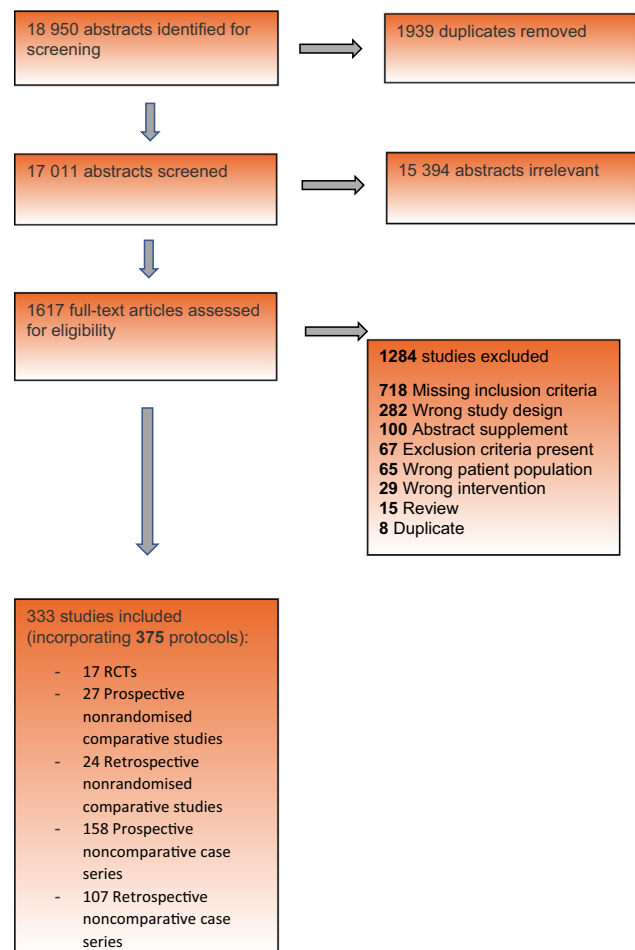 18 950 abstracts identified for
screening
1939 duplicates removed
17 011 abstracts screened
15 394 abstracts irrelevant
1617 full-text articles assessed
for eligibility
1284 studies excluded
718 Missing inclusion criteria
282 Wrong study design
100 Abstract supplement
67 Exclusion criteria present
65 Wrong patient population
29 Wrong intervention
15 Review
8 Duplicate
333 studies included
(incorporating 375 protocols):
- 17 RCTs
- 27 Prospective
nonrandomised
comparative studies
- 24 Retrospective
nonrandomised
comparative studies
- 158 Prospective
noncomparative case
series
- 107 Retrospective
noncomparative case
series